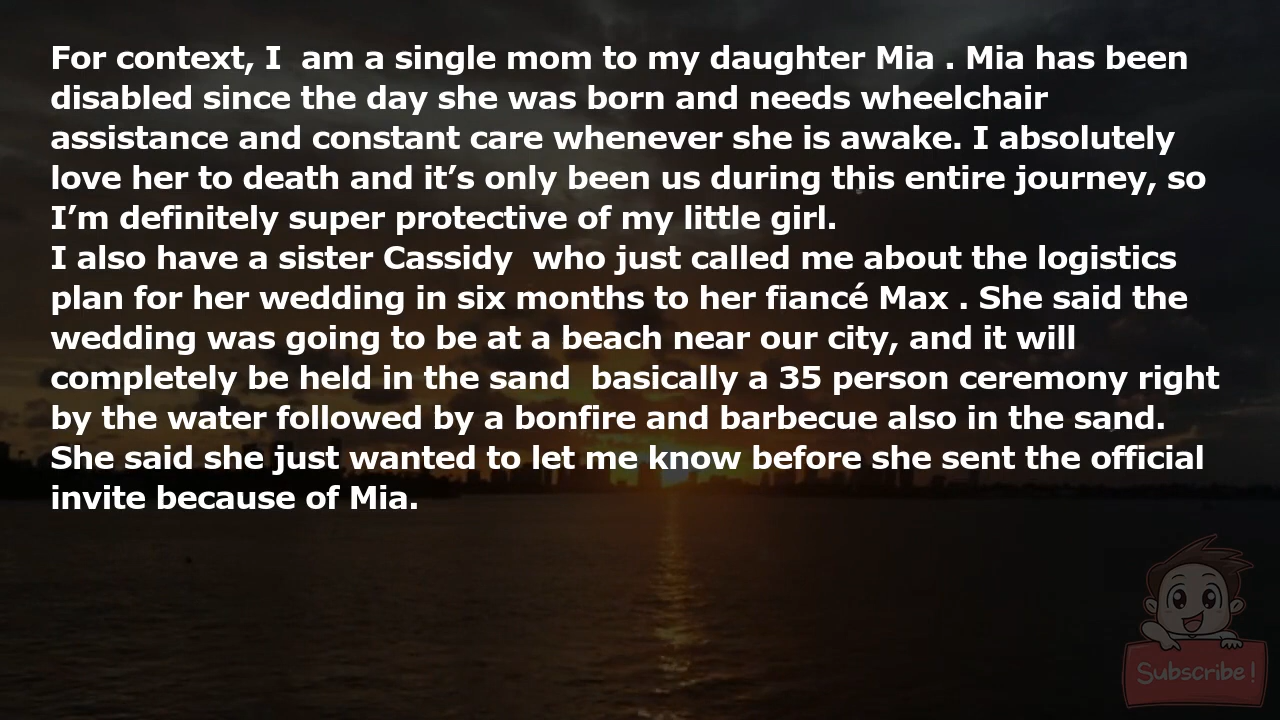 For context, I  am a single mom to my daughter Mia . Mia has been
disabled since the day she was born and needs wheelchair
assistance and constant care whenever she is awake. I absolutely
love her to death and it’s only been us during this entire journey, so
I’m definitely super protective of my little girl.
I also have a sister Cassidy  who just called me about the logistics
plan for her wedding in six months to her fiancé Max . She said the
wedding was going to be at a beach near our city, and it will
completely be held in the sand  basically a 35 person ceremony right
by the water followed by a bonfire and barbecue also in the sand.
She said she just wanted to let me know before she sent the official
invite because of Mia.
Subscribe!